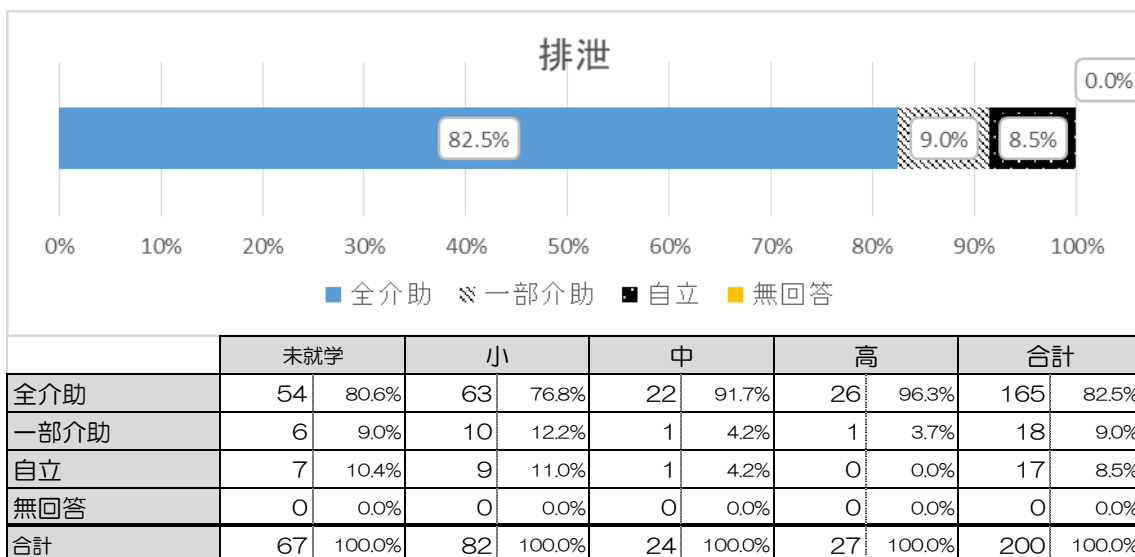 排泄
0.0%
82.5% 9.0% 8.5%
0% 10% 20% 30% 40% 50% 60% 70% 80% 90% 100%
全介助 一部介助 自立 無回答
未就学 小 中 高 合計
全介助 54 80.6% 63 76.8% 22 91.7% 26 96.3% 165 82.5%
一部介助 6 9.0% 10 12.2% 1 4.2% 1 3.7% 18 9.0%
自立 7 10.4% 9 11.0% 1 4.2% 0 0.0% 17 8.5%
無回答 0 0.0% 0 0.0% 0 0.0% 0 0.0% 0 0.0%
合計 67 100.0% 82 100.0% 24 100.0% 27 100.0% 200 100.0%